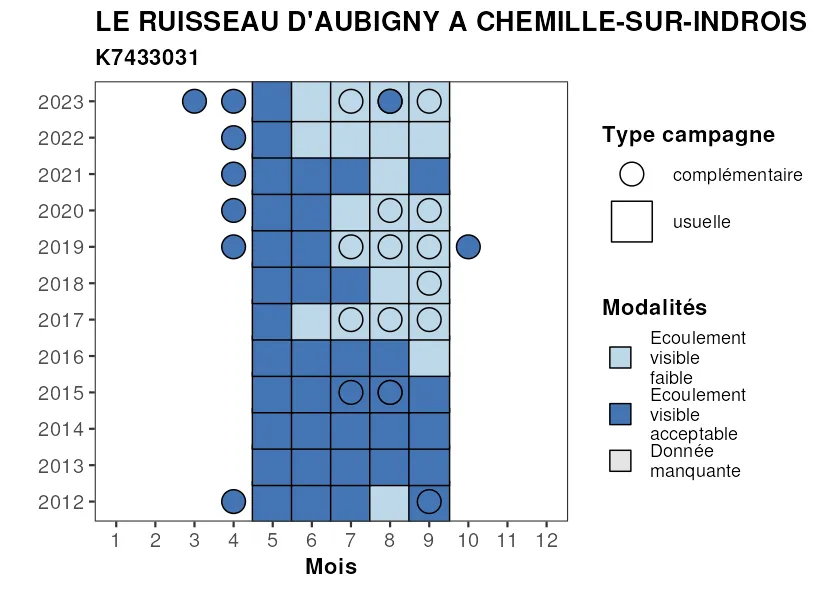 LE RUISSEAU D'AUBIGNY A CHEMILLE-SUR-INDROIS
K7433031
2023
2022
2021
2020
2019
2018
2017
2016
2015
2014
2013
2012
1 2 3 4 5 6 7 8 9 10 11 12
Mois
Type campagne
complémentaire
usuelle
Modalités
Ecoulement
visible
faible
Ecoulement
visible
acceptable
Donnée
manquante